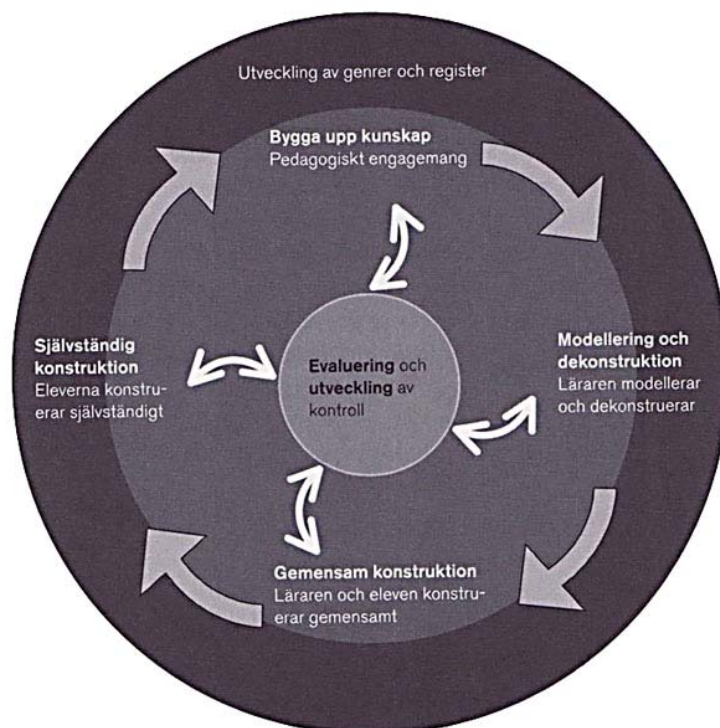 Utveckling av genrer och register
Bygga upp kunskap
Pedagogiskt engagemang
Modellering och
dekonstruktion
Läraren modellerar
och dekonstruerar
Gemensam konstruktion
Läraren och eleven konstru-
erar gemensamt
Självständig
konstruktion
Eleverna konstru-
erar självständigt
Evaluering och
utveckling av
kontroll